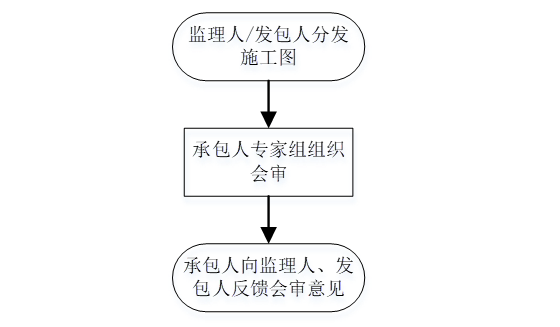 监理人/发包人分发
施工图
承包人专家组组织
会审
承包人向监理人、发
包人反馈会审意见